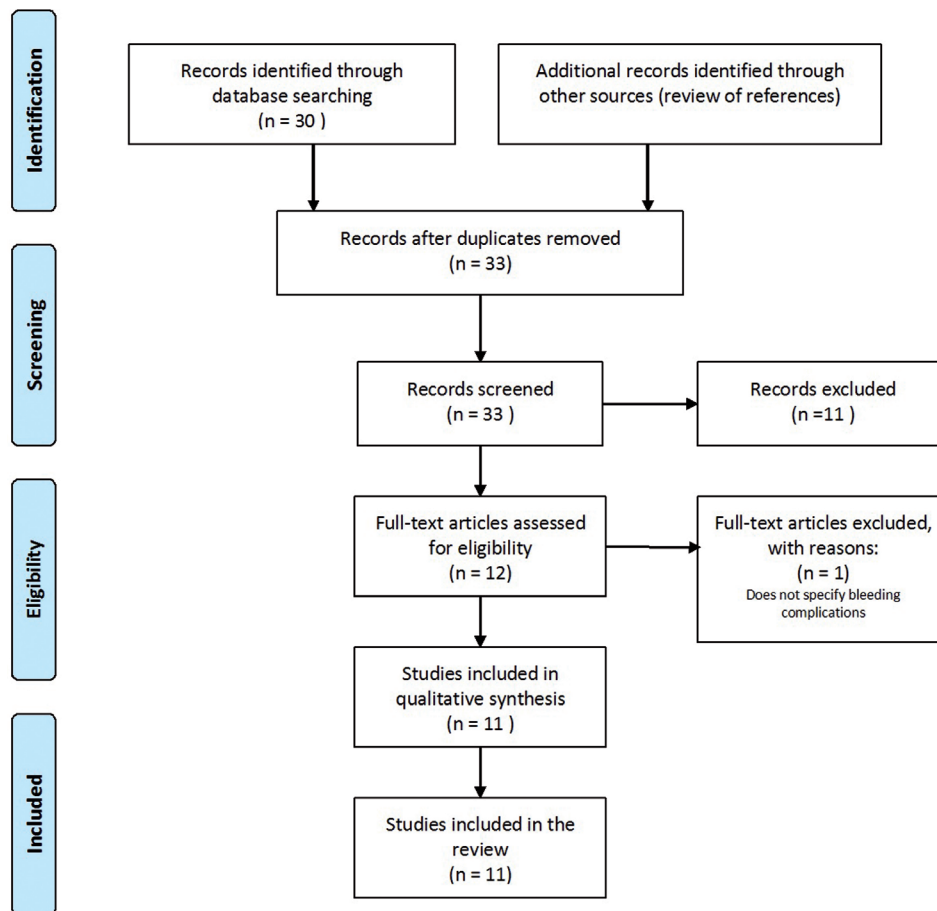 Identification
Records identified through
database searching
(n = 30 )
Additional records identified through
other sources (review of references)
Records after duplicates removed
(n = 33)
Screening
Records screened
(n = 33 )
Records excluded
(n =11 )
Eligibility
Full-text articles assessed
for eligibility
(n = 12)
Full-text articles excluded,
with reasons:
(n = 1)
Does not specify bleeding
complications
Studies included in
qualitative synthesis
(n = 11 )
Included
Studies included in the
review
(n = 11)